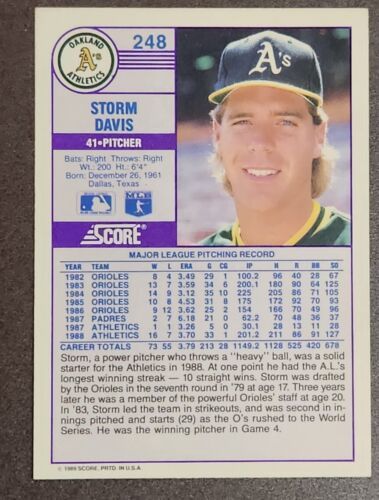 OAKLAND
A's
ATHLETICS
248
A's
STORM
DAVIS
41•PITCHER
Bats: Right Throws: Right
Wt.: 200 Ht.: 6'4"
Born: December 26, 1961
Dallas, Texas
SCORE
MAJOR LEAGUE PITCHING RECORD
YEAR TEAM W L ERA G CG IP H R BB SO
1982 ORIOLES 8 4 3.49 29 1 100.2 96 40 28 67
1983 ORIOLES 13 7 3.59 34 6 200.1 180 90 64 125
1984 ORIOLES 14 9 3.12 35 10 225 205 86 71 105
1985 ORIOLES 10 8 4.53 31 8 175 172 92 70 93
1986 ORIOLES 9 12 3.62 25 2 154 166 70 49 96
1987 PADRES 2 7 6.18 21 0 62.2 70 48 36 37
1987 ATHLETICS 1 1 3.26 5 0 30.1 28 13 11 28
1988 ATHLETICS 16 7 3.70 33 1 201.2 211 86 91 127
CAREER TOTALS 73 55 3.79 213 28 1149.2 1128 525 420 678
Storm, a power pitcher who throws a "heavy" ball, was a solid
starter for the Athletics in 1988. At one point he had the A.L.'s
longest winning streak — 10 straight wins. Storm was drafted
by the Orioles in the seventh round in '79 at age 17. Three years
later he was a member of the powerful Orioles' staff at age 20.
In '83, Storm led the team in strikeouts, and was second in in-
nings pitched and starts (29) as the O's rushed to the World
Series. He was the winning pitcher in Game 4.
© 1989 SCORE, PRTD. IN U.S.A.